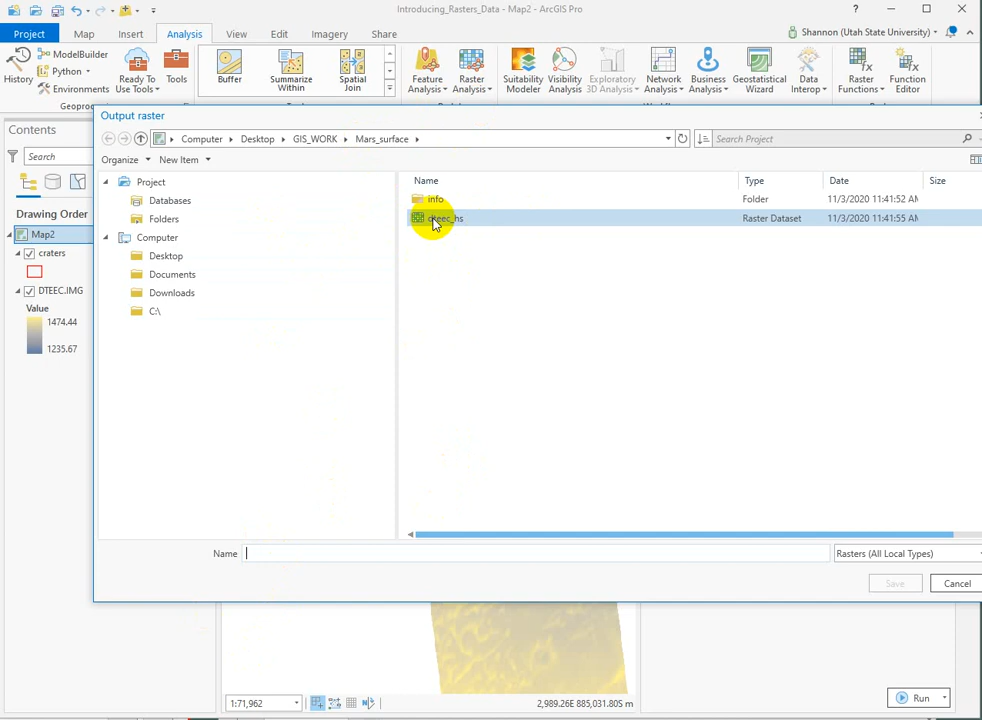 Introducing_Rasters_Data - Map2 - ArcGIS Pro
?
Project Map Insert Analysis View Edit Imagery Share
Shannon (Utah State University)
History
ModelBuilder
Python
Environments
Ready To Use Tools
Tools
Buffer
Summarize Within
Spatial Join
Feature Analysis
Raster Analysis
Suitability Modeler
Visibility Analysis
Exploratory 3D Analysis
Network Analysis
Business Analysis
Geostatistical Wizard
Data Interop
Raster Functions
Function Editor
Output raster
Computer Desktop GIS_WORK Mars_surface
Search Project
Organize New Item
Contents
Search
Drawing Order
Map2
craters
DTEEC.IMG
Value
1474.44
1235.67
Project
Databases
Folders
Computer
Desktop
Documents
Downloads
C:\
Name Type Date Size
info Folder 11/3/2020 11:41:52 AM
dteec_hs Raster Dataset 11/3/2020 11:41:55 AM
Name
Rasters (All Local Types)
Save Cancel
1:71,962
2,989.26E 885,031.80S m
Run